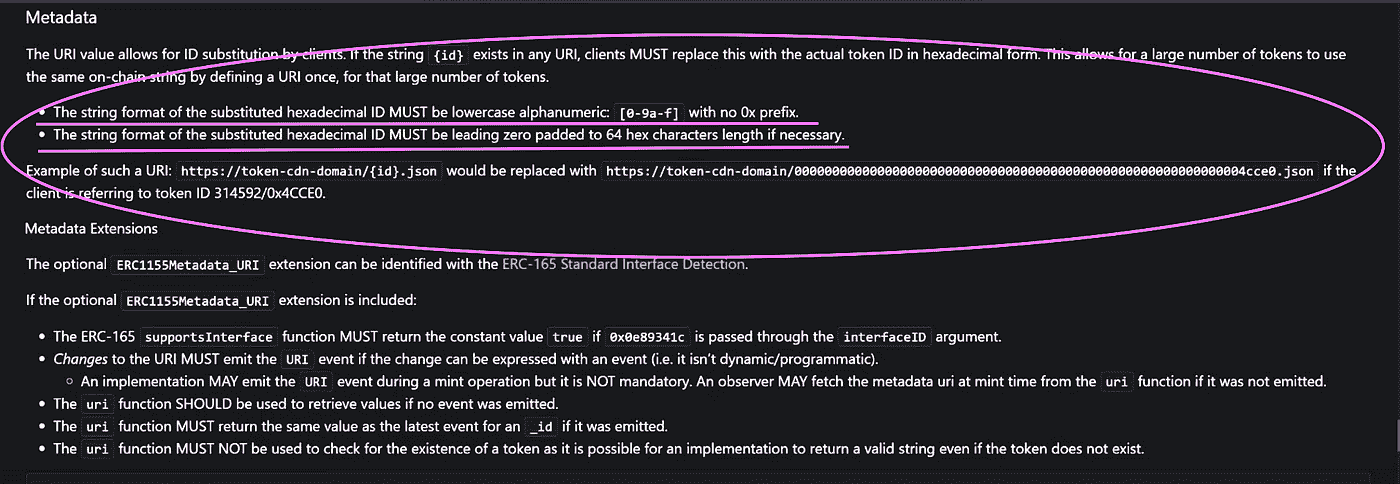 Metadata
The URI value allows for ID substitution by clients. If the string {id} exists in any URI, clients MUST replace this with the actual token ID in hexadecimal form. This allows for a large number of tokens to use
the same on-chain string by defining a URI once, for that large number of tokens.
• The string format of the substituted hexadecimal ID MUST be lowercase alphanumeric: [0-9a-f] with no 0x prefix.
• The string format of the substituted hexadecimal ID MUST be leading zero padded to 64 hex characters length if necessary.
Example of such a URI: https://token-cdn-domain/{id}.json would be replaced with https://token-cdn-domain/000000000000000000000000000000000000000000000000000000000004cce0.json if the
client is referring to token ID 314592/0x4CCE0.
Metadata Extensions
The optional ERC1155Metadata_URI extension can be identified with the ERC-165 Standard Interface Detection.
If the optional ERC1155Metadata_URI extension is included:
• The ERC-165 supportsInterface function MUST return the constant value true if 0x0e89341c is passed through the interfaceID argument.
• Changes to the URI MUST emit the URI event if the change can be expressed with an event (i.e. it isn't dynamic/programmatic).
○ An implementation MAY emit the URI event during a mint operation but it is NOT mandatory. An observer MAY fetch the metadata uri at mint time from the uri function if it was not emitted.
• The uri function SHOULD be used to retrieve values if no event was emitted.
• The uri function MUST return the same value as the latest event for an _id if it was emitted.
• The uri function MUST NOT be used to check for the existence of a token as it is possible for an implementation to return a valid string even if the token does not exist.